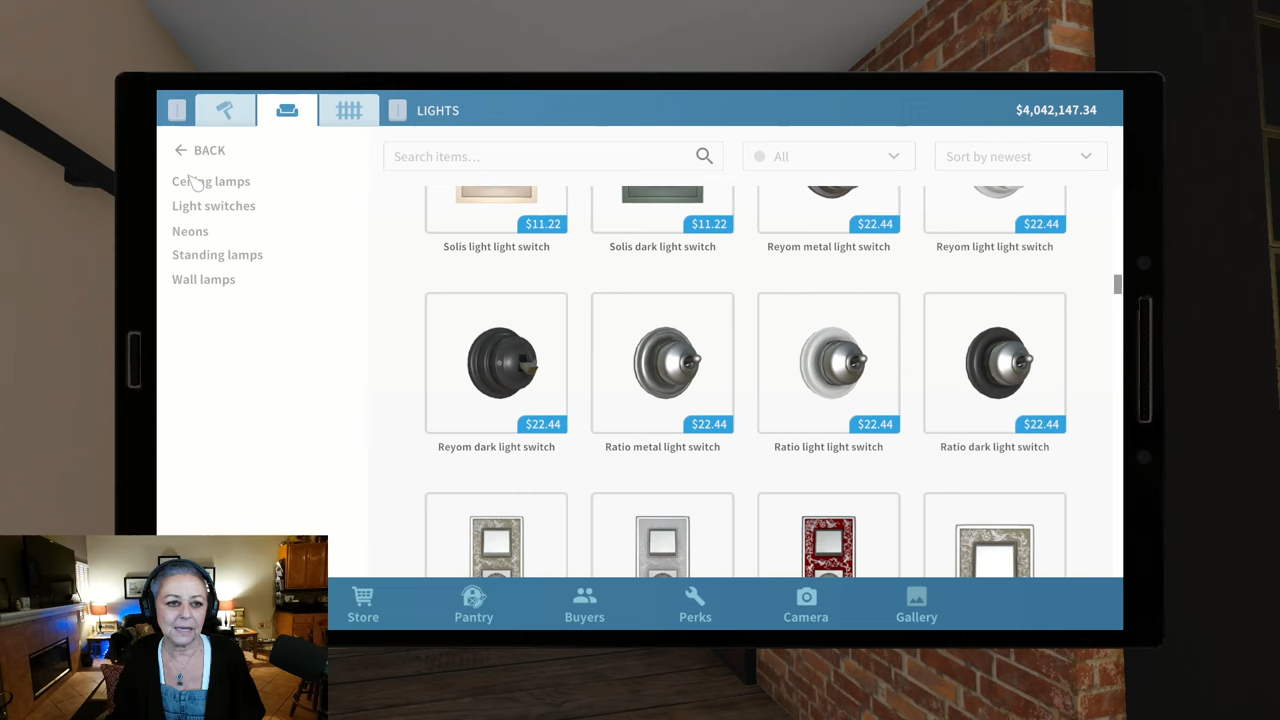 LIGHTS
$4,042,147.34
BACK
Search items...
All
Sort by newest
Ceiling lamps
Light switches
Neons
Standing lamps
Wall lamps
$11.22
$11.22
$22.44
$22.44
Solis light light switch
Solis dark light switch
Reyom metal light switch
Reyom light light switch
$22.44
$22.44
$22.44
$22.44
Reyom dark light switch
Ratio metal light switch
Ratio light light switch
Ratio dark light switch
Store
Pantry
Buyers
Perks
Camera
Gallery